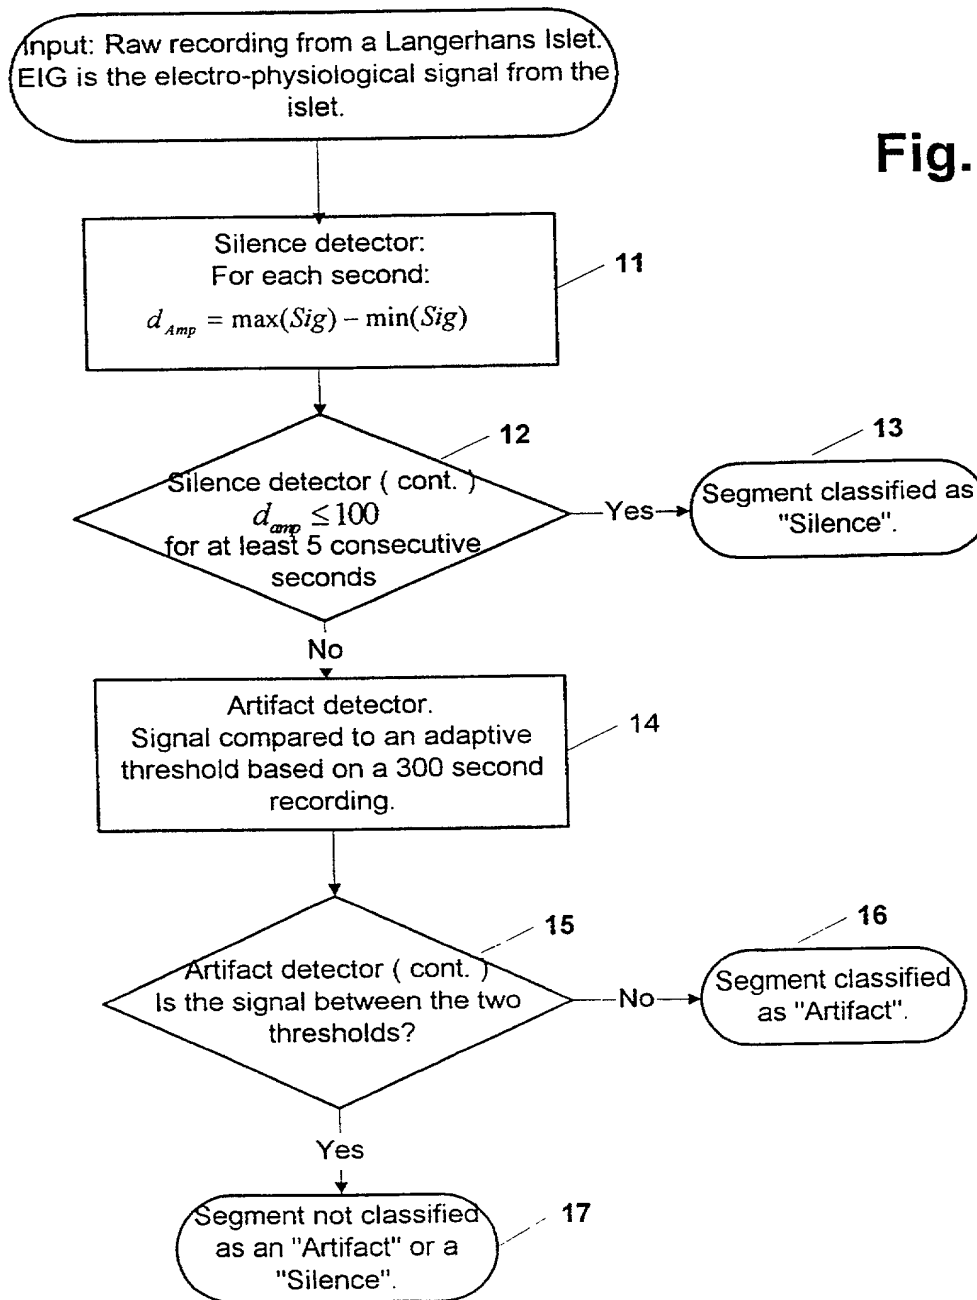 Input: Raw recording from a Langerhans Islet.
EIG is the electro-physiological signal from the
islet.
Fig.
Silence detector:
For each second:
d_Amp = max(Sig) − min(Sig)
11
12
Silence detector ( cont. )
d_amp ≤ 100
for at least 5 consecutive
seconds
Yes
13
Segment classified as
"Silence".
No
Artifact detector.
Signal compared to an adaptive
threshold based on a 300 second
recording.
14
15
Artifact detector ( cont. )
Is the signal between the two
thresholds?
No
16
Segment classified
as "Artifact".
Yes
Segment not classified
as an "Artifact" or a
"Silence".
17